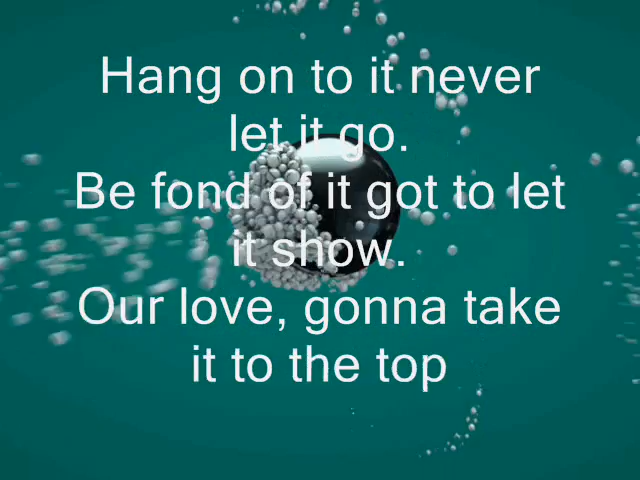 Hang on to it never
let it go.
Be fond of it got to let
it show.
Our love, gonna take
it to the top